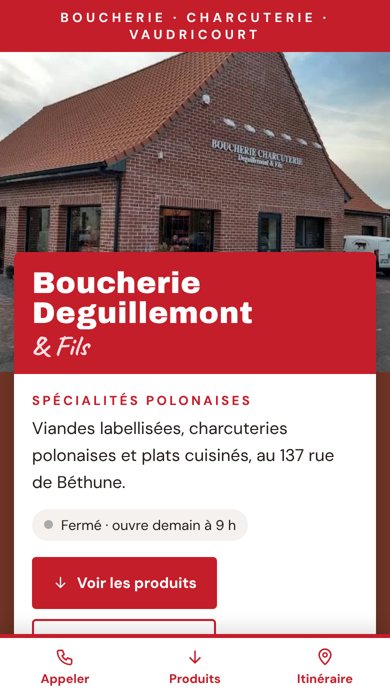 BOUCHERIE · CHARCUTERIE ·
VAUDRICOURT
BOUCHERIE CHARCUTERIE
Deguillemont & Fils
Boucherie
Deguillemont
& Fils
SPÉCIALITÉS POLONAISES
Viandes labellisées, charcuteries
polonaises et plats cuisinés, au 137 rue
de Béthune.
Fermé · ouvre demain à 9 h
↓ Voir les produits
Appeler
Produits
Itinéraire